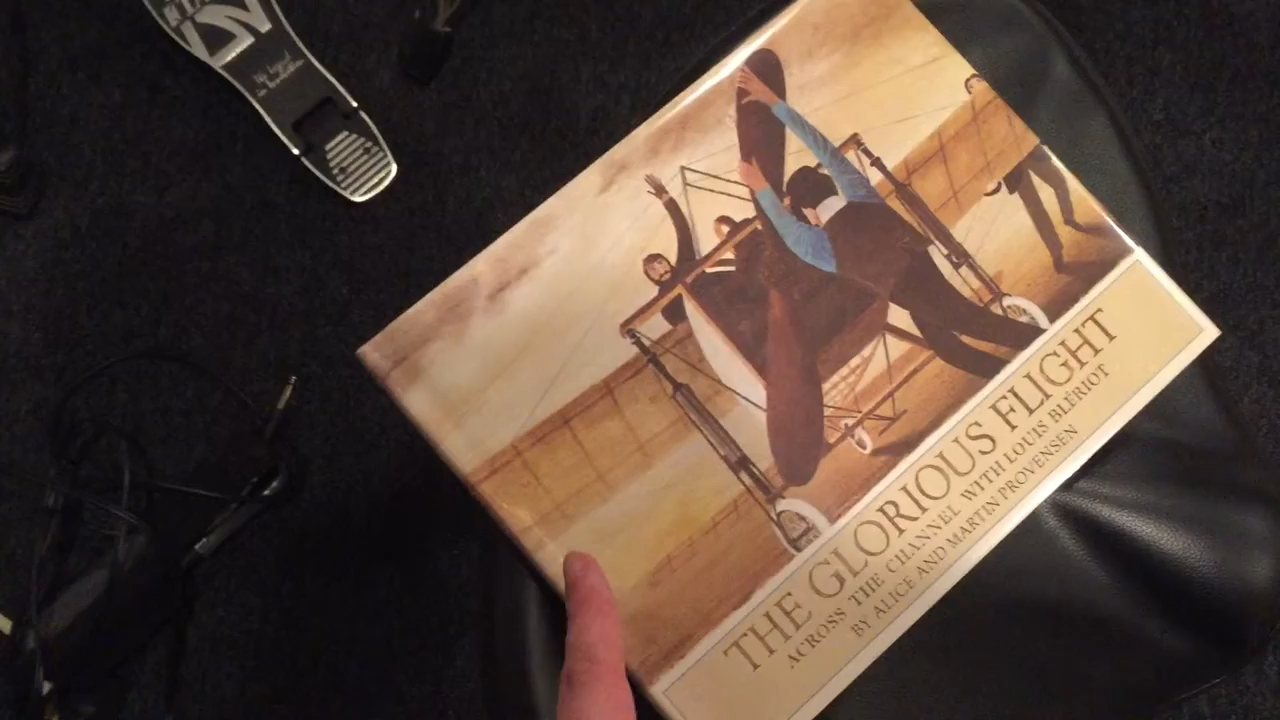 THE GLORIOUS FLIGHT
ACROSS THE CHANNEL WITH LOUIS BLÉRIOT
BY ALICE AND MARTIN PROVENSEN